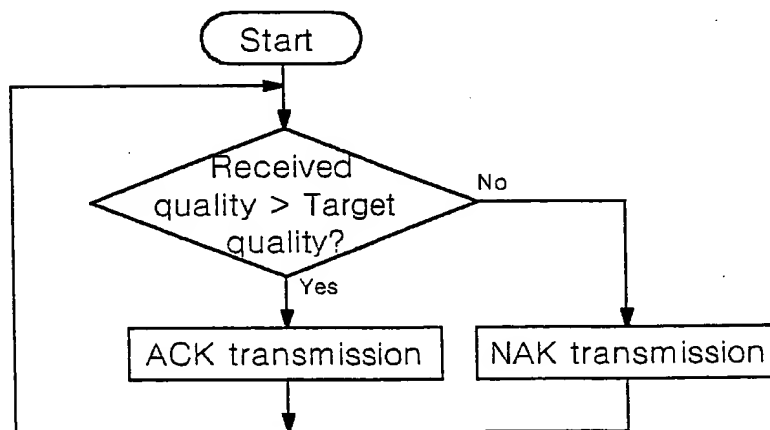 Start
Received
quality > Target
quality?
No
Yes
ACK transmission
NAK transmission